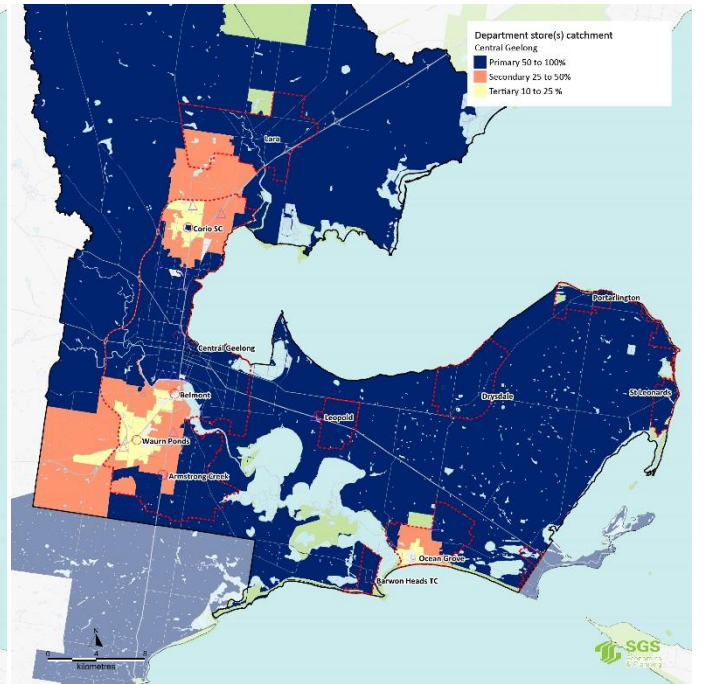 Department store(s) catchment
Central Geelong
Primary 50 to 100%
Secondary 25 to 50%
Tertiary 10 to 25 %
Lara
Corio SC
Portarlington
Central Geelong
Drysdale
St Leonards
Belmont
Leopold
Waurn Ponds
Armstrong Creek
Ocean Grove
Barwon Heads TC
N
0 4 8
kilometres
SGS
Economics
& Planning